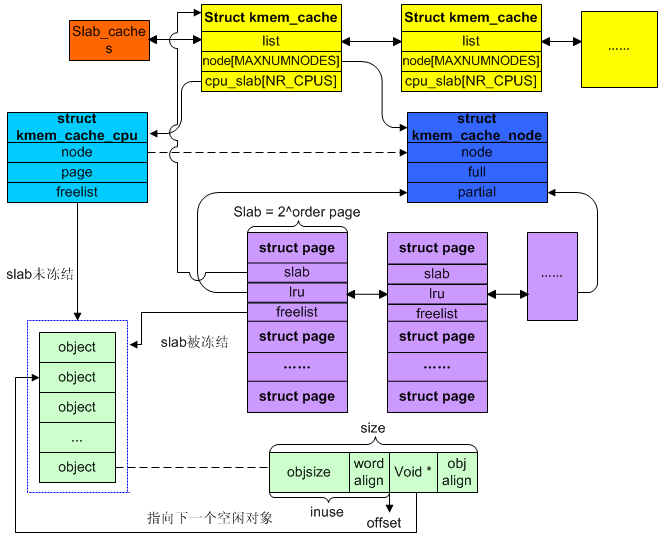 Slab_cache
s
Struct kmem_cache
list
node[MAXNUMNODES]
cpu_slab[NR_CPUS]
Struct kmem_cache
list
node[MAXNUMNODES]
cpu_slab[NR_CPUS]
……
struct
kmem_cache_cpu
node
page
freelist
struct
kmem_cache_node
node
full
partial
Slab = 2^order page
struct page
slab
lru
freelist
struct page
……
struct page
struct page
slab
lru
freelist
struct page
……
struct page
……
slab未冻结
slab被冻结
object
object
object
...
object
size
objsize
word
align
Void *
obj
align
inuse
offset
指向下一个空闲对象